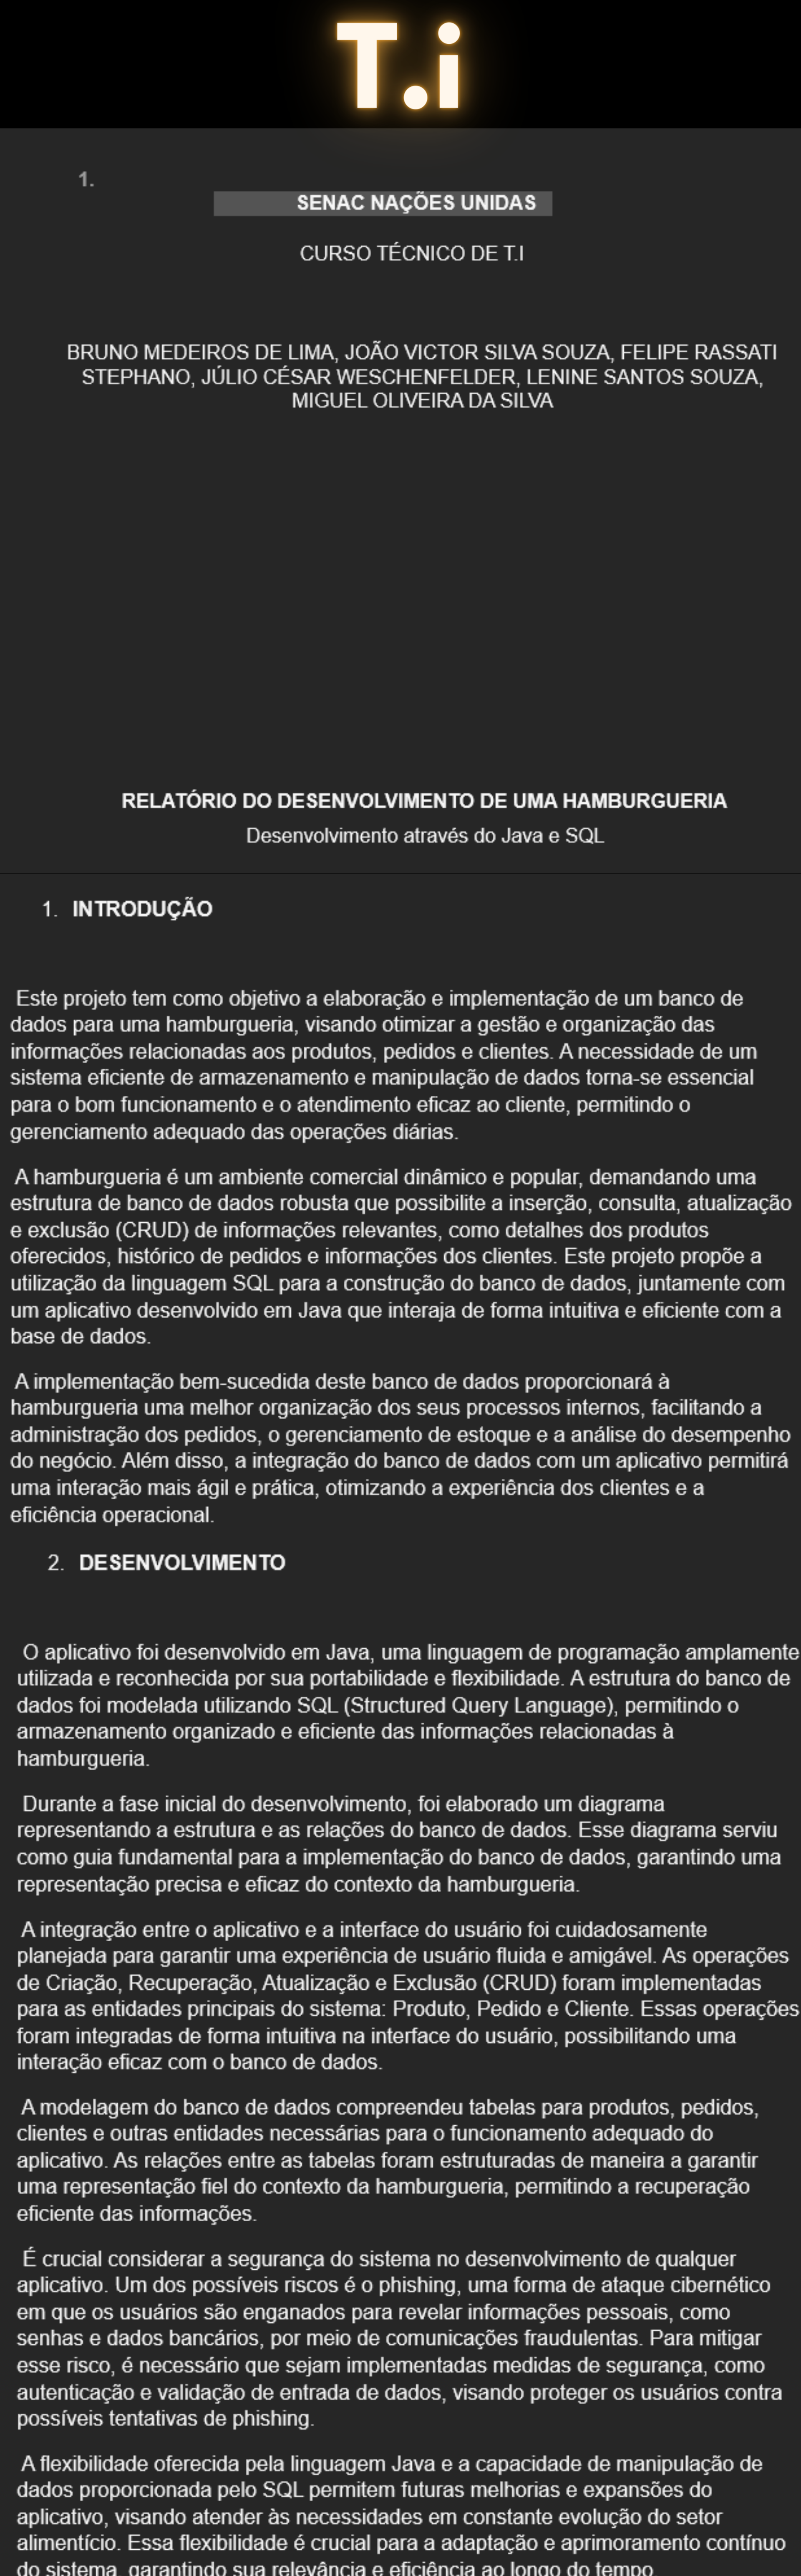 T.i
1.
SENAC NAÇÕES UNIDAS
CURSO TÉCNICO DE T.I
BRUNO MEDEIROS DE LIMA, JOÃO VICTOR SILVA SOUZA, FELIPE RASSATI
STEPHANO, JÚLIO CÉSAR WESCHENFELDER, LENINE SANTOS SOUZA,
MIGUEL OLIVEIRA DA SILVA
RELATÓRIO DO DESENVOLVIMENTO DE UMA HAMBURGUERIA
Desenvolvimento através do Java e SQL
1. INTRODUÇÃO
Este projeto tem como objetivo a elaboração e implementação de um banco de
dados para uma hamburgueria, visando otimizar a gestão e organização das
informações relacionadas aos produtos, pedidos e clientes. A necessidade de um
sistema eficiente de armazenamento e manipulação de dados torna-se essencial
para o bom funcionamento e o atendimento eficaz ao cliente, permitindo o
gerenciamento adequado das operações diárias.
A hamburgueria é um ambiente comercial dinâmico e popular, demandando uma
estrutura de banco de dados robusta que possibilite a inserção, consulta, atualização
e exclusão (CRUD) de informações relevantes, como detalhes dos produtos
oferecidos, histórico de pedidos e informações dos clientes. Este projeto propõe a
utilização da linguagem SQL para a construção do banco de dados, juntamente com
um aplicativo desenvolvido em Java que interaja de forma intuitiva e eficiente com a
base de dados.
A implementação bem-sucedida deste banco de dados proporcionará à
hamburgueria uma melhor organização dos seus processos internos, facilitando a
administração dos pedidos, o gerenciamento de estoque e a análise do desempenho
do negócio. Além disso, a integração do banco de dados com um aplicativo permitirá
uma interação mais ágil e prática, otimizando a experiência dos clientes e a
eficiência operacional.
2. DESENVOLVIMENTO
O aplicativo foi desenvolvido em Java, uma linguagem de programação amplamente
utilizada e reconhecida por sua portabilidade e flexibilidade. A estrutura do banco de
dados foi modelada utilizando SQL (Structured Query Language), permitindo o
armazenamento organizado e eficiente das informações relacionadas à
hamburgueria.
Durante a fase inicial do desenvolvimento, foi elaborado um diagrama
representando a estrutura e as relações do banco de dados. Esse diagrama serviu
como guia fundamental para a implementação do banco de dados, garantindo uma
representação precisa e eficaz do contexto da hamburgueria.
A integração entre o aplicativo e a interface do usuário foi cuidadosamente
planejada para garantir uma experiência de usuário fluida e amigável. As operações
de Criação, Recuperação, Atualização e Exclusão (CRUD) foram implementadas
para as entidades principais do sistema: Produto, Pedido e Cliente. Essas operações
foram integradas de forma intuitiva na interface do usuário, possibilitando uma
interação eficaz com o banco de dados.
A modelagem do banco de dados compreendeu tabelas para produtos, pedidos,
clientes e outras entidades necessárias para o funcionamento adequado do
aplicativo. As relações entre as tabelas foram estruturadas de maneira a garantir
uma representação fiel do contexto da hamburgueria, permitindo a recuperação
eficiente das informações.
É crucial considerar a segurança do sistema no desenvolvimento de qualquer
aplicativo. Um dos possíveis riscos é o phishing, uma forma de ataque cibernético
em que os usuários são enganados para revelar informações pessoais, como
senhas e dados bancários, por meio de comunicações fraudulentas. Para mitigar
esse risco, é necessário que sejam implementadas medidas de segurança, como
autenticação e validação de entrada de dados, visando proteger os usuários contra
possíveis tentativas de phishing.
A flexibilidade oferecida pela linguagem Java e a capacidade de manipulação de
dados proporcionada pelo SQL permitem futuras melhorias e expansões do
aplicativo, visando atender às necessidades em constante evolução do setor
alimentício. Essa flexibilidade é crucial para a adaptação e aprimoramento contínuo
do sistema, garantindo sua relevância e eficiência ao longo do tempo.